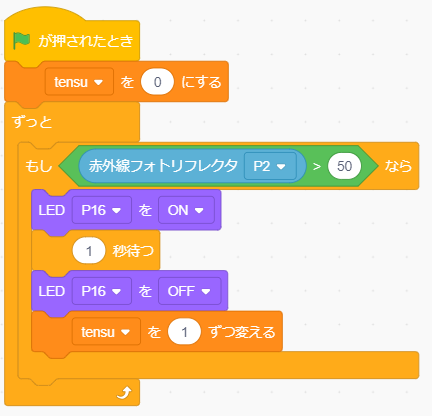 が押されたとき
tensu を 0 にする
ずっと
もし 赤外線フォトリフレクタ P2 > 50 なら
LED P16 を ON
1 秒待つ
LED P16 を OFF
tensu を 1 ずつ変える